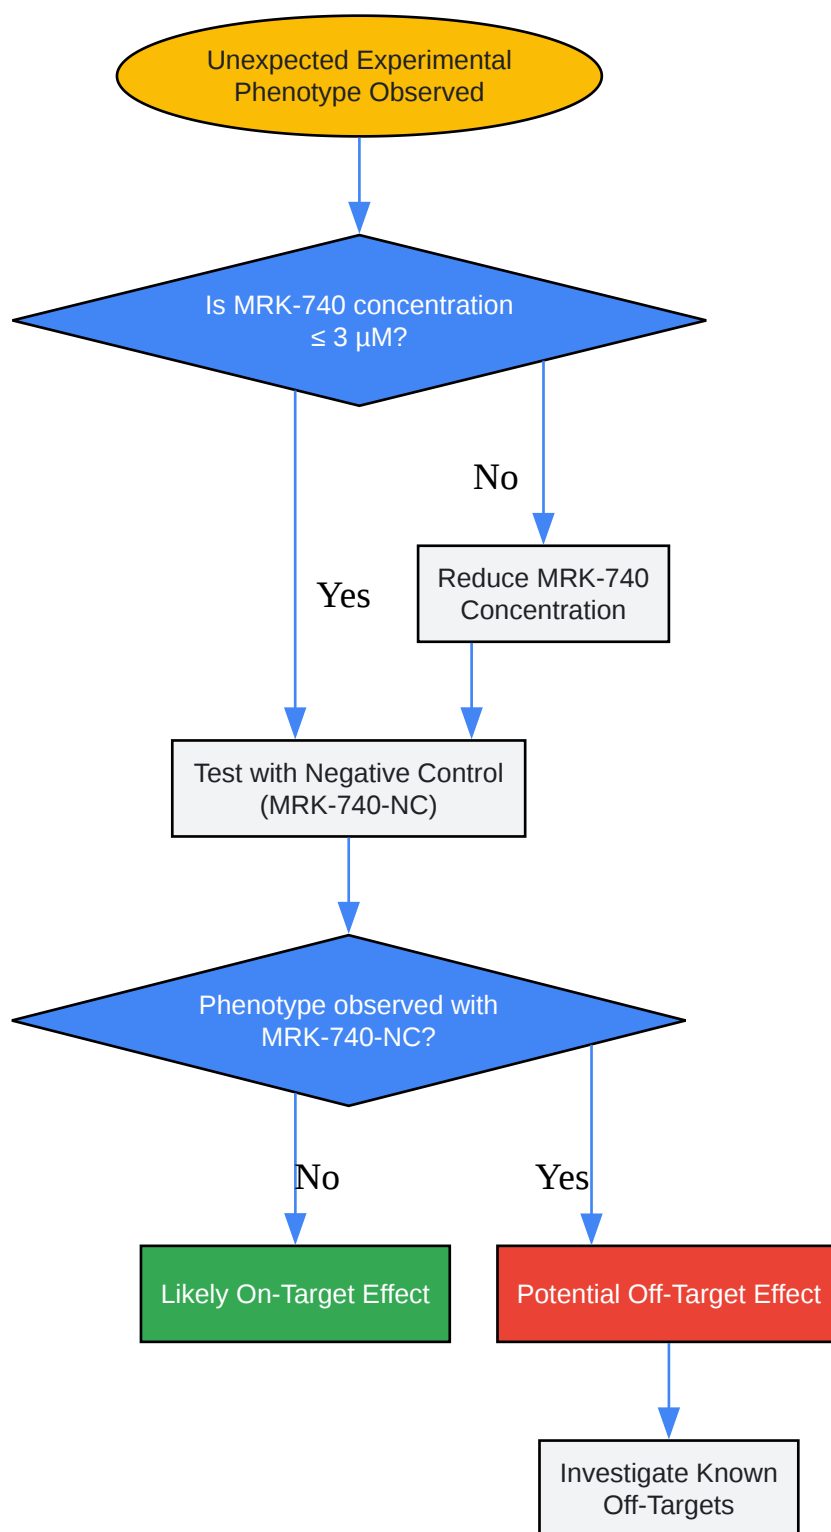 Unexpected Experimental
Phenotype Observed
Is MRK-740 concentration
≤ 3 µM?
No
Yes
Reduce MRK-740
Concentration
Test with Negative Control
(MRK-740-NC)
Phenotype observed with
MRK-740-NC?
No
Yes
Likely On-Target Effect
Potential Off-Target Effect
Investigate Known
Off-Targets